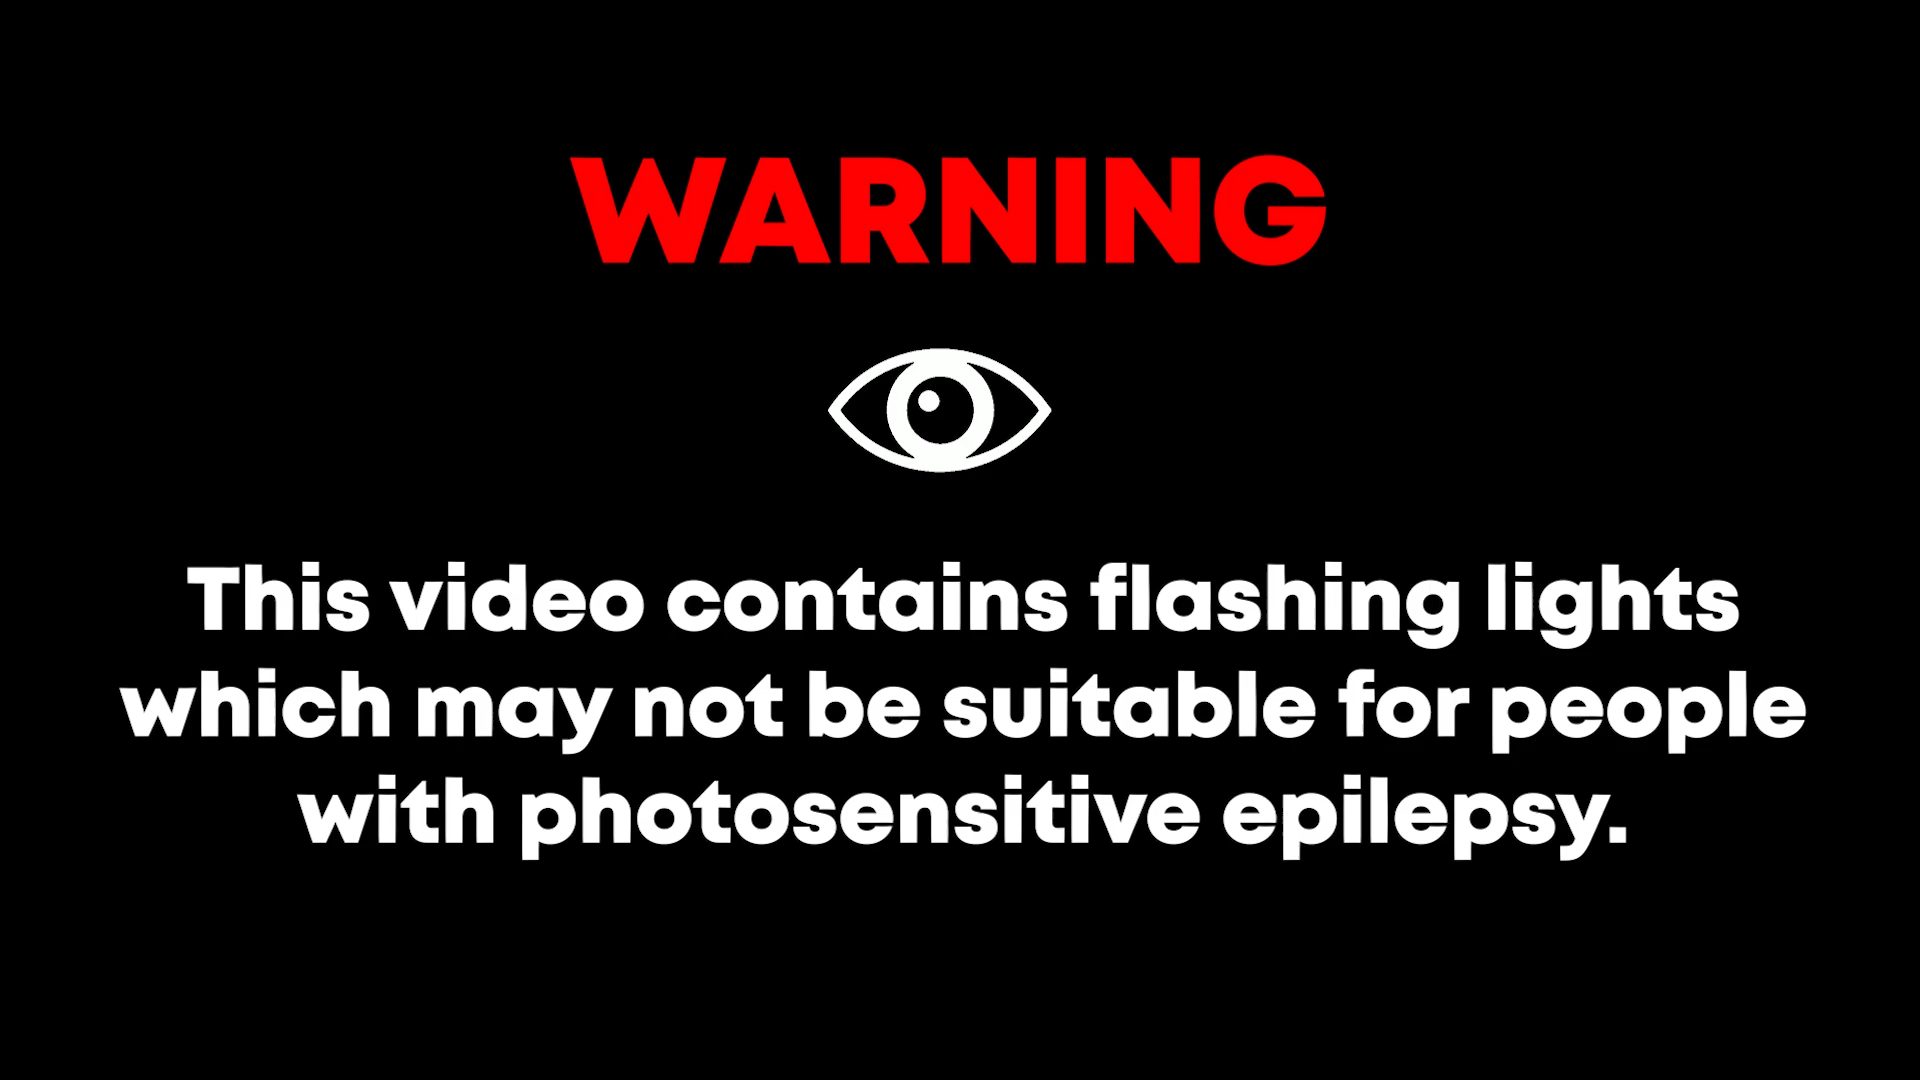 WARNING
This video contains flashing lights
which may not be suitable for people
with photosensitive epilepsy.